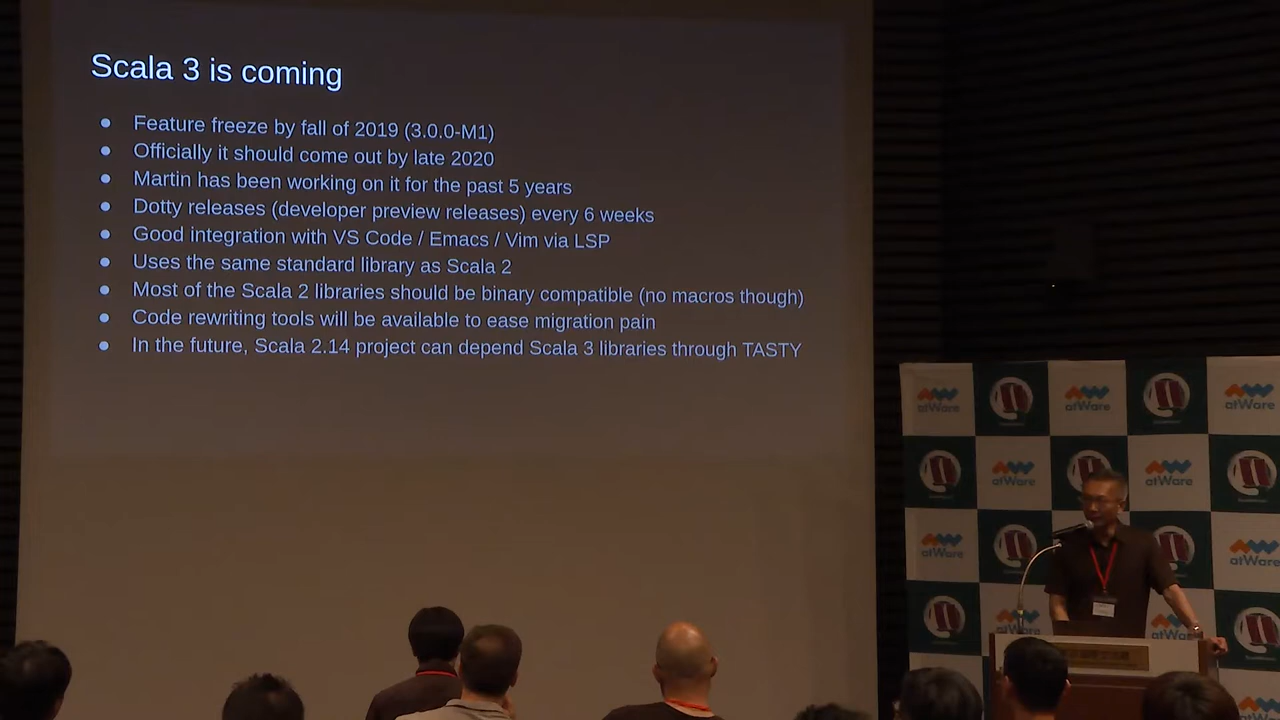 Scala 3 is coming
● Feature freeze by fall of 2019 (3.0.0-M1)
● Officially it should come out by late 2020
● Martin has been working on it for the past 5 years
● Dotty releases (developer preview releases) every 6 weeks
● Good integration with VS Code / Emacs / Vim via LSP
● Uses the same standard library as Scala 2
● Most of the Scala 2 libraries should be binary compatible (no macros though)
● Code rewriting tools will be available to ease migration pain
● In the future, Scala 2.14 project can depend Scala 3 libraries through TASTY
atWare
atWare
atWare
atWare
atWare
atWare
atWare
atWare
atWare